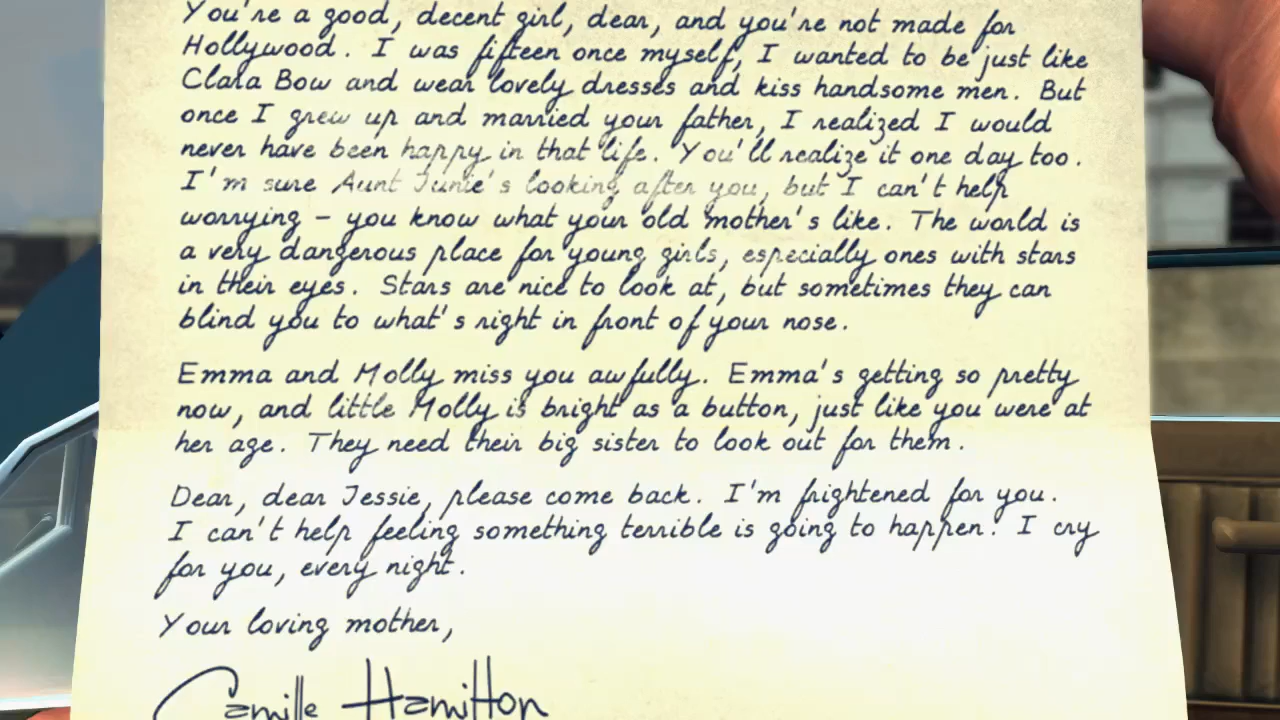 You're a good, decent girl, dear, and you're not made for
Hollywood. I was fifteen once myself, I wanted to be just like
Clara Bow and wear lovely dresses and kiss handsome men. But
once I grew up and married your father, I realized I would
never have been happy in that life. You'll realize it one day too.
I'm sure Aunt Junie's looking after you, but I can't help
worrying – you know what your old mother's like. The world is
a very dangerous place for young girls, especially ones with stars
in their eyes. Stars are nice to look at, but sometimes they can
blind you to what's right in front of your nose.
Emma and Molly miss you awfully. Emma's getting so pretty
now, and little Molly is bright as a button, just like you were at
her age. They need their big sister to look out for them.
Dear, dear Jessie, please come back. I'm frightened for you.
I can't help feeling something terrible is going to happen. I cry
for you, every night.
Your loving mother,
Camille Hamilton